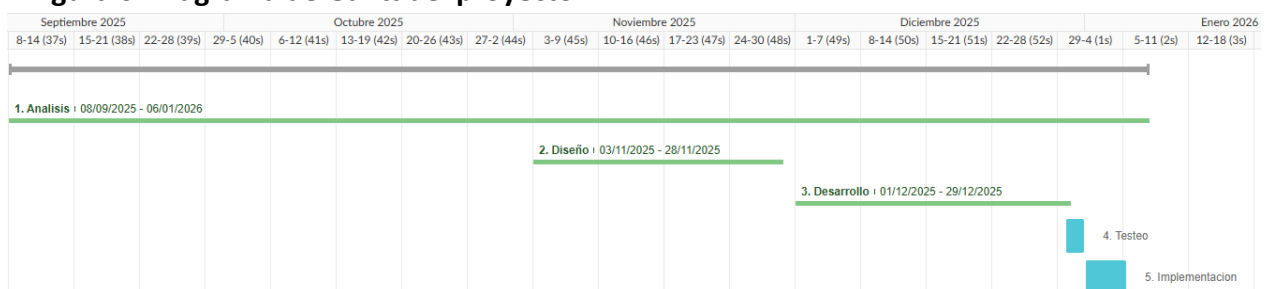 Septiembre 2025 Octubre 2025 Noviembre 2025 Diciembre 2025 Enero 2026
8-14 (37s) 15-21 (38s) 22-28 (39s) 29-5 (40s) 6-12 (41s) 13-19 (42s) 20-26 (43s) 27-2 (44s) 3-9 (45s) 10-16 (46s) 17-23 (47s) 24-30 (48s) 1-7 (49s) 8-14 (50s) 15-21 (51s) 22-28 (52s) 29-4 (1s) 5-11 (2s) 12-18 (3s)
1. Analisis 08/09/2025 - 06/01/2026
2. Diseño 03/11/2025 - 28/11/2025
3. Desarrollo 01/12/2025 - 29/12/2025
4. Testeo
5. Implementacion